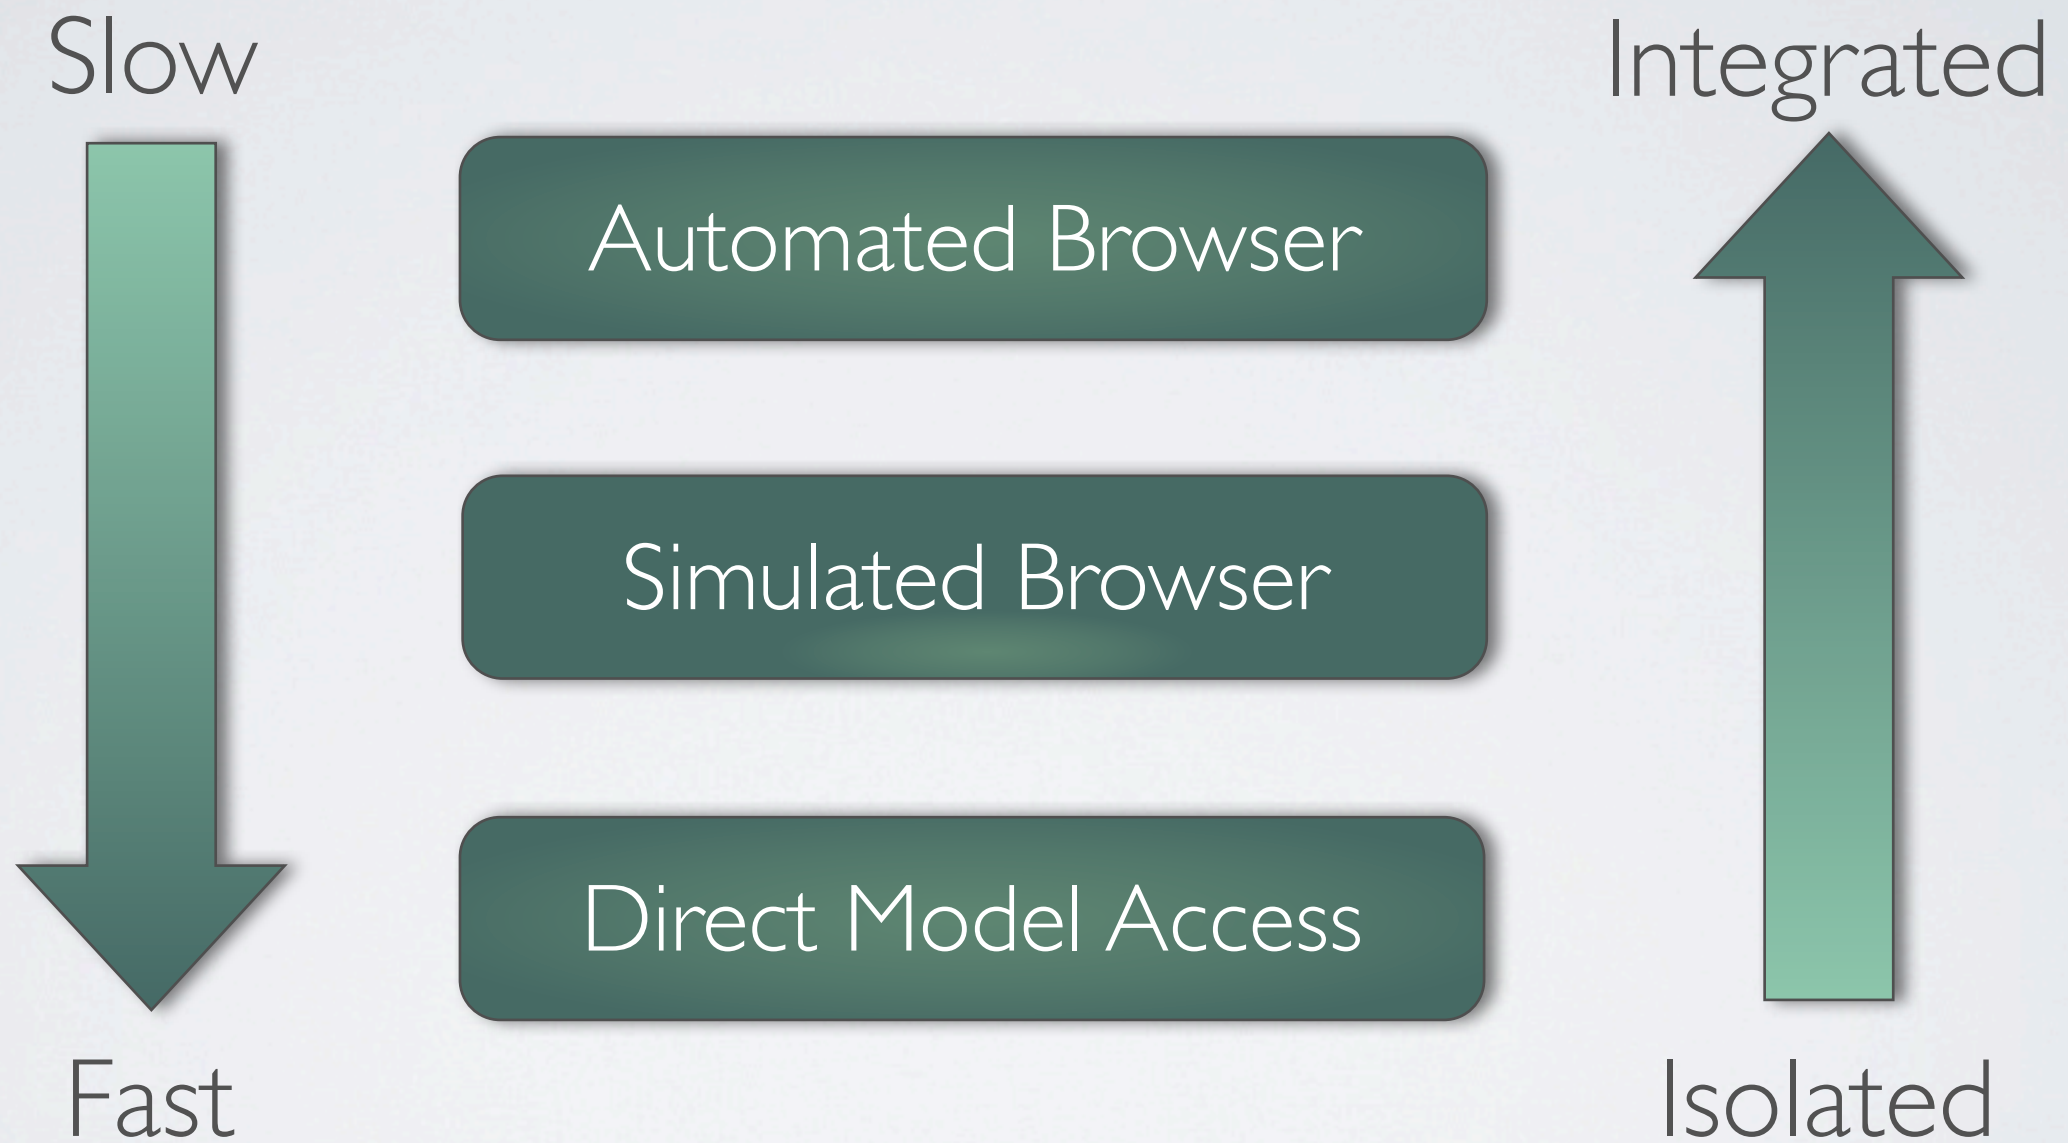 Slow
Integrated
Automated Browser
Simulated Browser
Direct Model Access
Fast
Isolated